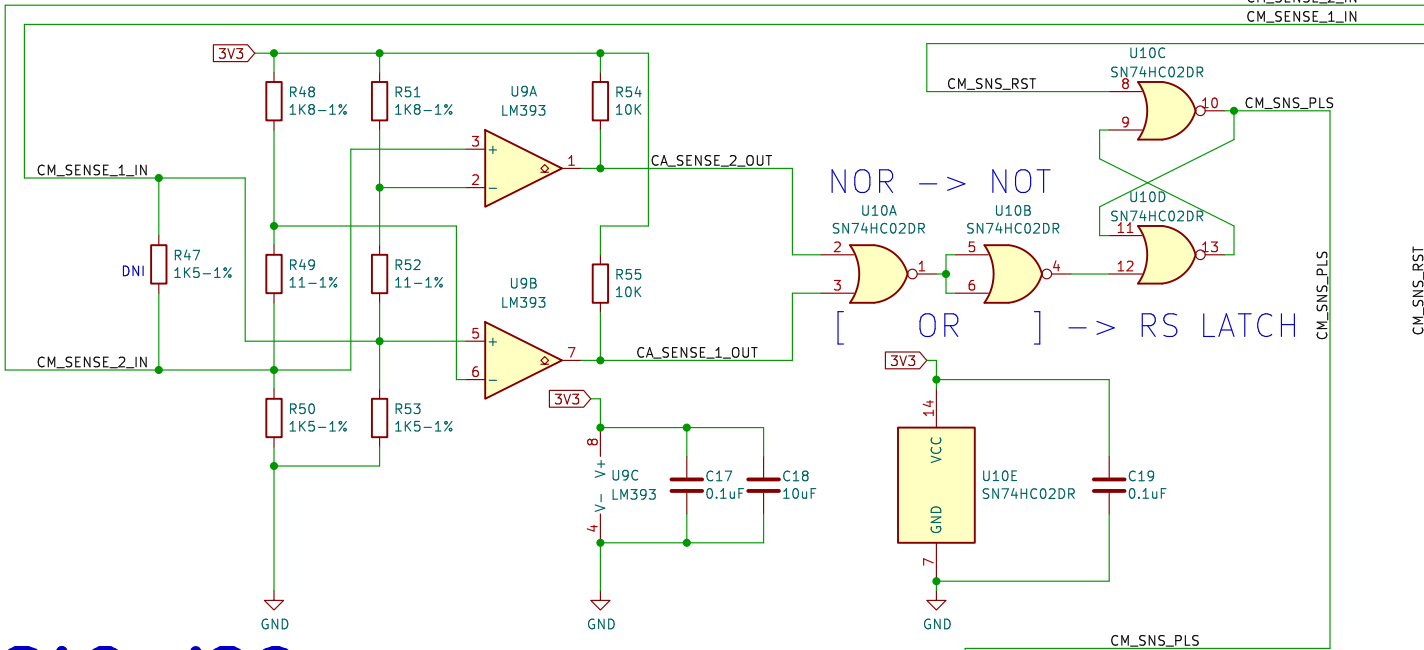 CM_SENSE_2_IN
CM_SENSE_1_IN
3V3
R48
1K8-1%
R51
1K8-1%
U9A
LM393
R54
10K
3
+
2
-
1
CA_SENSE_2_OUT
CM_SENSE_1_IN
DNI
R47
1K5-1%
R49
11-1%
R52
11-1%
U9B
LM393
R55
10K
5
+
6
-
7
CA_SENSE_1_OUT
CM_SENSE_2_IN
R50
1K5-1%
R53
1K5-1%
GND
3V3
8
V+
V-
4
U9C
LM393
C17
0.1uF
C18
10uF
GND
NOR -> NOT
U10A
SN74HC02DR
2
3
1
U10B
SN74HC02DR
5
6
4
[ OR ] -> RS LATCH
U10C
SN74HC02DR
CM_SNS_RST
8
9
10
CM_SNS_PLS
U10D
SN74HC02DR
11
12
13
CM_SNS_PLS
CM_SNS_RST
3V3
14
VCC
GND
7
U10E
SN74HC02DR
C19
0.1uF
GND
CM_SNS_PLS